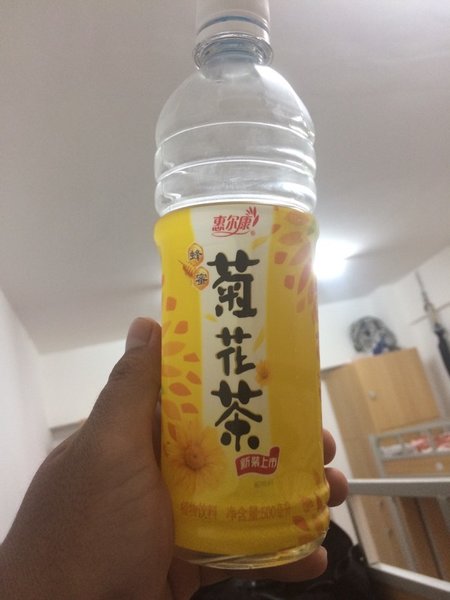 惠尔康
蜂蜜
菊花茶
新装上市
植物饮料 净含量:500毫升